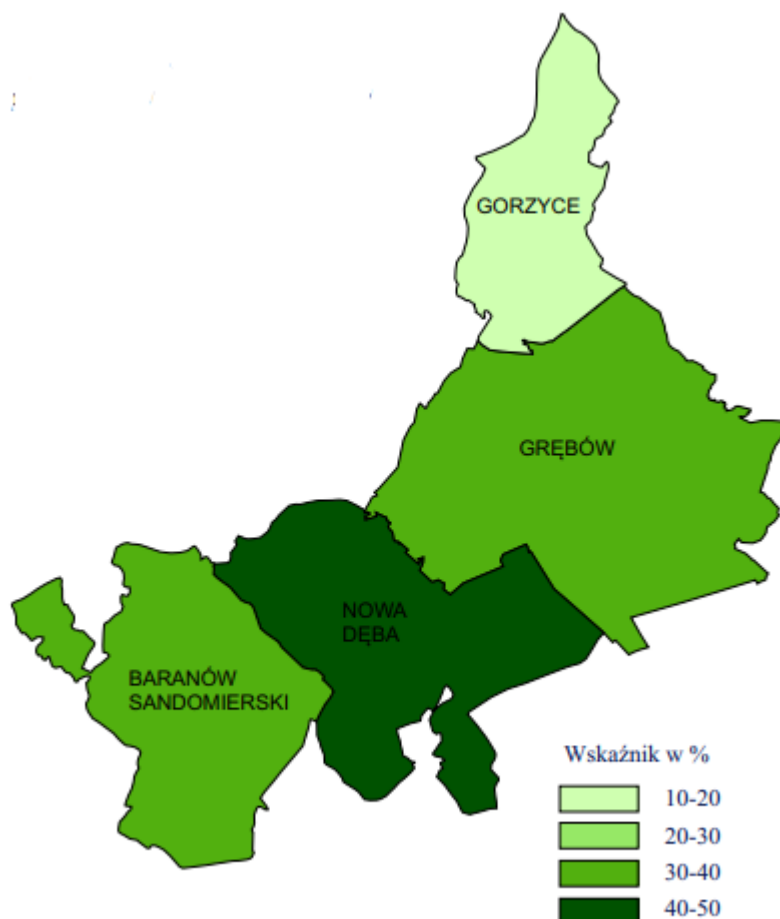 GORZYCE
GRĘBÓW
NOWA
DĘBA
BARANÓW
SANDOMIERSKI
Wskaźnik w %
10-20
20-30
30-40
40-50